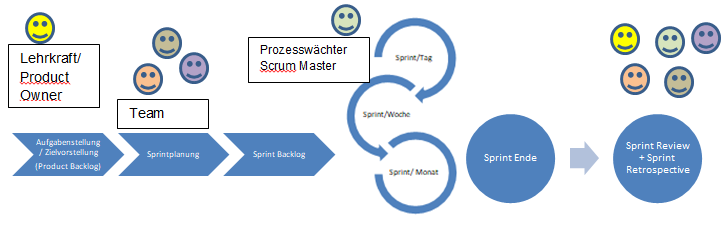 Lehrkraft/
Product
Owner
Team
Prozesswächter
Scrum Master
Aufgabenstellung
/ Zielvorstellung
(Product Backlog)
Sprintplanung
Sprint Backlog
Sprint/Tag
Sprint/Woche
Sprint/ Monat
Sprint Ende
Sprint Review
+ Sprint
Retrospective